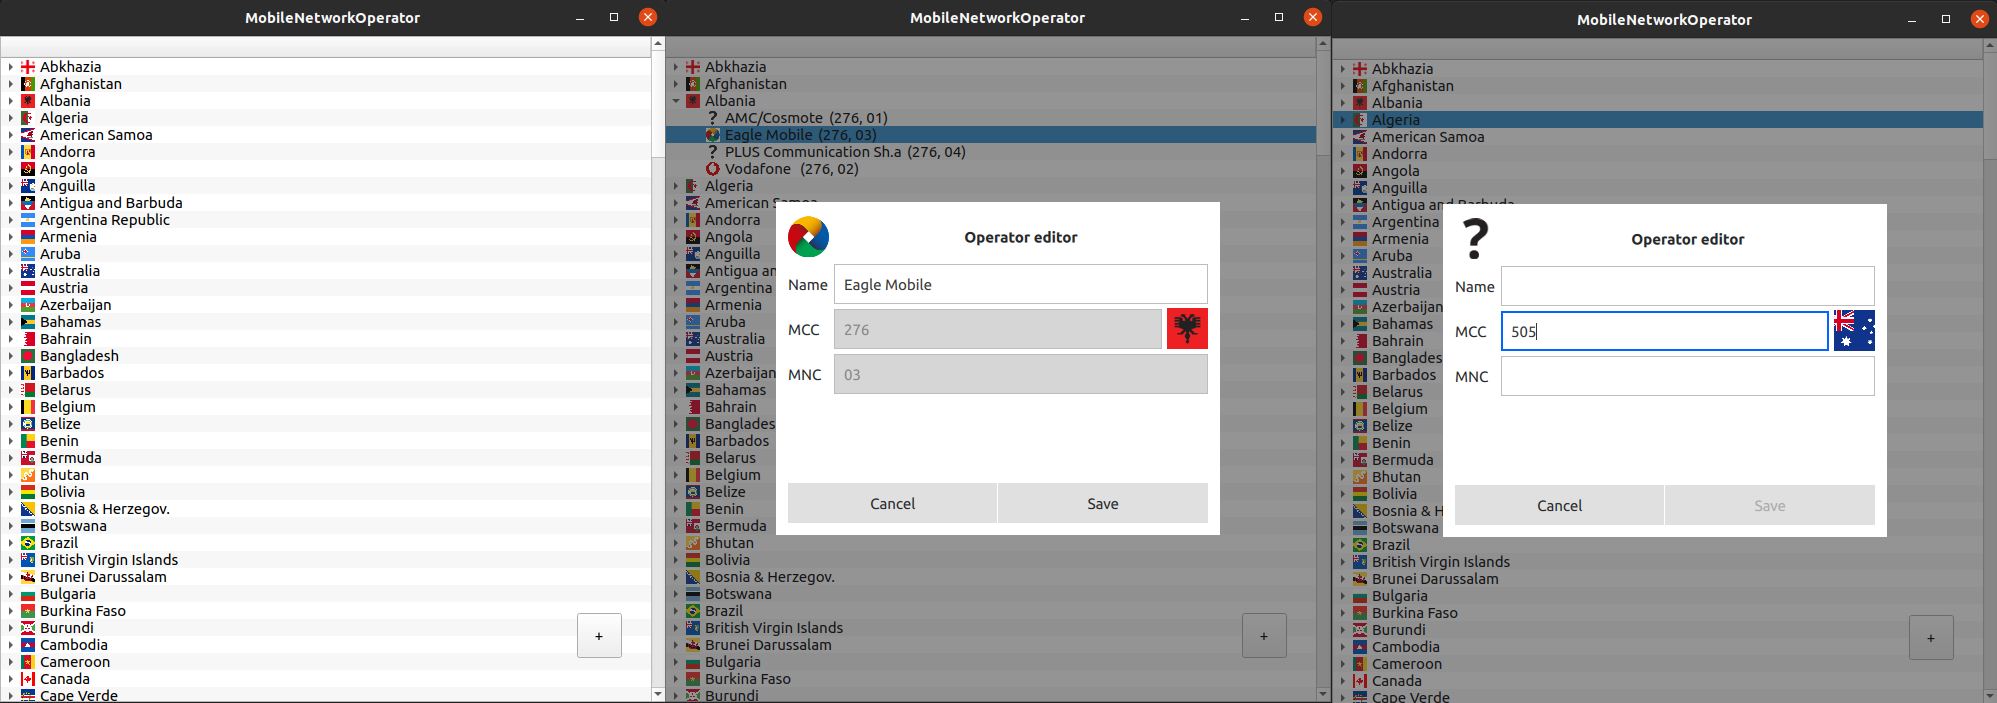 MobileNetworkOperator
Abkhazia
Afghanistan
Albania
Algeria
American Samoa
Andorra
Angola
Anguilla
Antigua and Barbuda
Argentina Republic
Armenia
Aruba
Australia
Austria
Azerbaijan
Bahamas
Bahrain
Bangladesh
Barbados
Belarus
Belgium
Belize
Benin
Bermuda
Bhutan
Bolivia
Bosnia & Herzegov.
Botswana
Brazil
British Virgin Islands
Brunei Darussalam
Bulgaria
Burkina Faso
Burundi
Cambodia
Cameroon
Canada
Cape Verde
+
MobileNetworkOperator
Abkhazia
Afghanistan
Albania
? AMC/Cosmote (276, 01)
Eagle Mobile (276, 03)
? PLUS Communication Sh.a (276, 04)
Vodafone (276, 02)
Algeria
American Samoa
Andorra
Angola
Anguilla
Antigua an
Argentina
Armenia
Aruba
Australia
Austria
Azerbaijan
Bahamas
Bahrain
Banglades
Barbados
Belarus
Belgium
Belize
Benin
Bermuda
Bhutan
Bolivia
Bosnia & Herzegov.
Botswana
Brazil
British Virgin Islands
Brunei Darussalam
Bulgaria
Burkina Faso
Burundi
+
Operator editor
Name Eagle Mobile
MCC 276
MNC 03
Cancel Save
MobileNetworkOperator
Abkhazia
Afghanistan
Albania
Algeria
American Samoa
Andorra
Angola
Anguilla
Antigua and Barbuda
Argentina
Armenia
Aruba
Australia
Austria
Azerbaijan
Bahamas
Bahrain
Banglades
Barbados
Belarus
Belgium
Belize
Benin
Bermuda
Bhutan
Bolivia
Bosnia & H
Botswana
Brazil
British Virgin Islands
Brunei Darussalam
Bulgaria
Burkina Faso
Burundi
Cambodia
Cameroon
Canada
Cape Verde
+
?
Operator editor
Name
MCC 505
MNC
Cancel Save